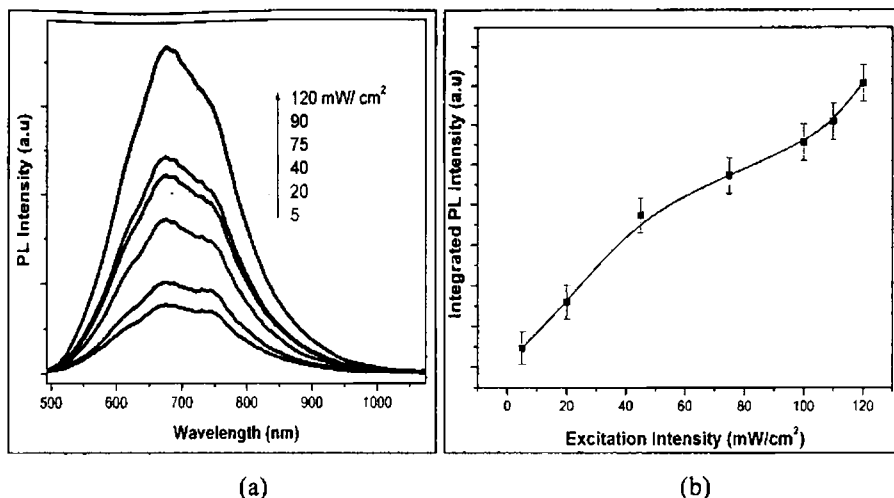 PL Intensity (a.u)
120 mW/ cm²
90
75
40
20
5
500 600 700 800 900 1000
Wavelength (nm)
(a)
Integrated PL Intensity (a.u)
0 20 40 60 80 100 120
Excitation Intensity (mW/cm²)
(b)